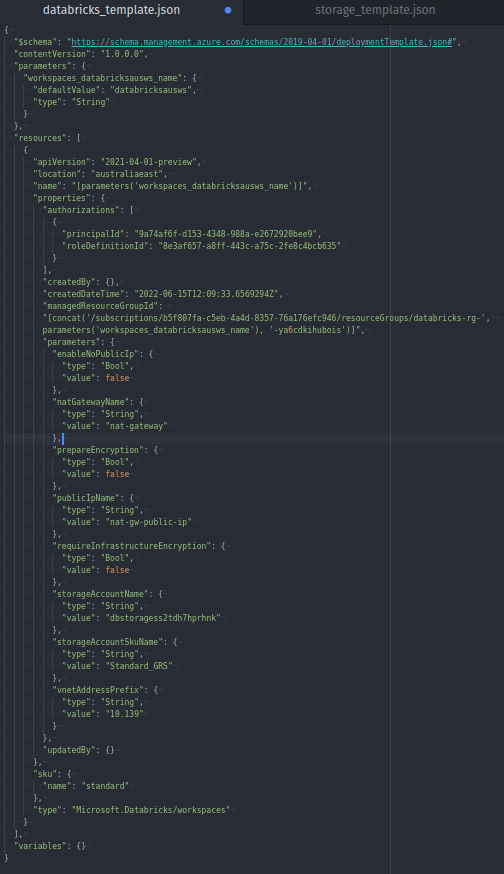 databricks_template.json
storage_template.json
{
"$schema": "https://schema.management.azure.com/schemas/2019-04-01/deploymentTemplate.json#",
"contentVersion": "1.0.0.0",
"parameters": {
"workspaces_databricksausws_name": {
"defaultValue": "databricksausws",
"type": "String"
}
},
"resources": [
{
"apiVersion": "2021-04-01-preview",
"location": "australiaeast",
"name": "[parameters('workspaces_databricksausws_name')]",
"properties": {
"authorizations": [
{
"principalId": "9a74af6f-d153-4348-988a-e2672920bee9",
"roleDefinitionId": "8e3af657-a8ff-443c-a75c-2fe8c4bcb635"
}
],
"createdBy": {},
"createdDateTime": "2022-06-15T12:09:33.6569294Z",
"managedResourceGroupId":
"[concat('/subscriptions/b5f807fa-c5eb-4a4d-8357-76a176efc946/resourceGroups/databricks-rg-',
parameters('workspaces_databricksausws_name'), '-ya6cdkihubois')]",
"parameters": {
"enableNoPublicIp": {
"type": "Bool",
"value": false
},
"natGatewayName": {
"type": "String",
"value": "nat-gateway"
},
"prepareEncryption": {
"type": "Bool",
"value": false
},
"publicIpName": {
"type": "String",
"value": "nat-gw-public-ip"
},
"requireInfrastructureEncryption": {
"type": "Bool",
"value": false
},
"storageAccountName": {
"type": "String",
"value": "dbstoragess2tdh7hprhnk"
},
"storageAccountSkuName": {
"type": "String",
"value": "Standard_GRS"
},
"vnetAddressPrefix": {
"type": "String",
"value": "10.139"
}
},
"updatedBy": {}
},
"sku": {
"name": "standard"
},
"type": "Microsoft.Databricks/workspaces"
}
],
"variables": {}
}